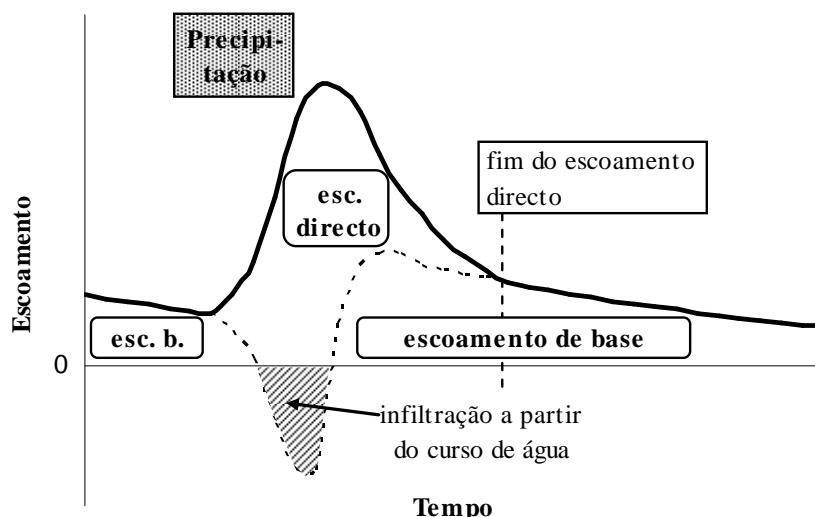 Precipi-
tação
fim do escoamento
directo
esc.
directo
Escoamento
esc. b.
escoamento de base
0
infiltração a partir
do curso de água
Tempo